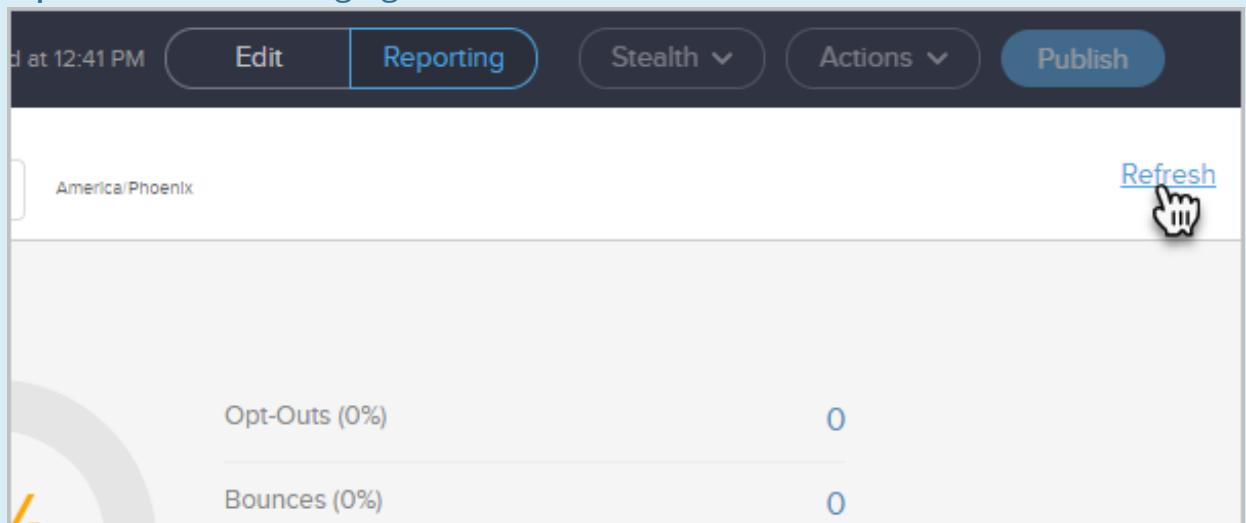 d at 12:41 PM Edit Reporting Stealth Actions Publish
America/Phoenix
Refresh
Opt-Outs (0%) 0
Bounces (0%) 0